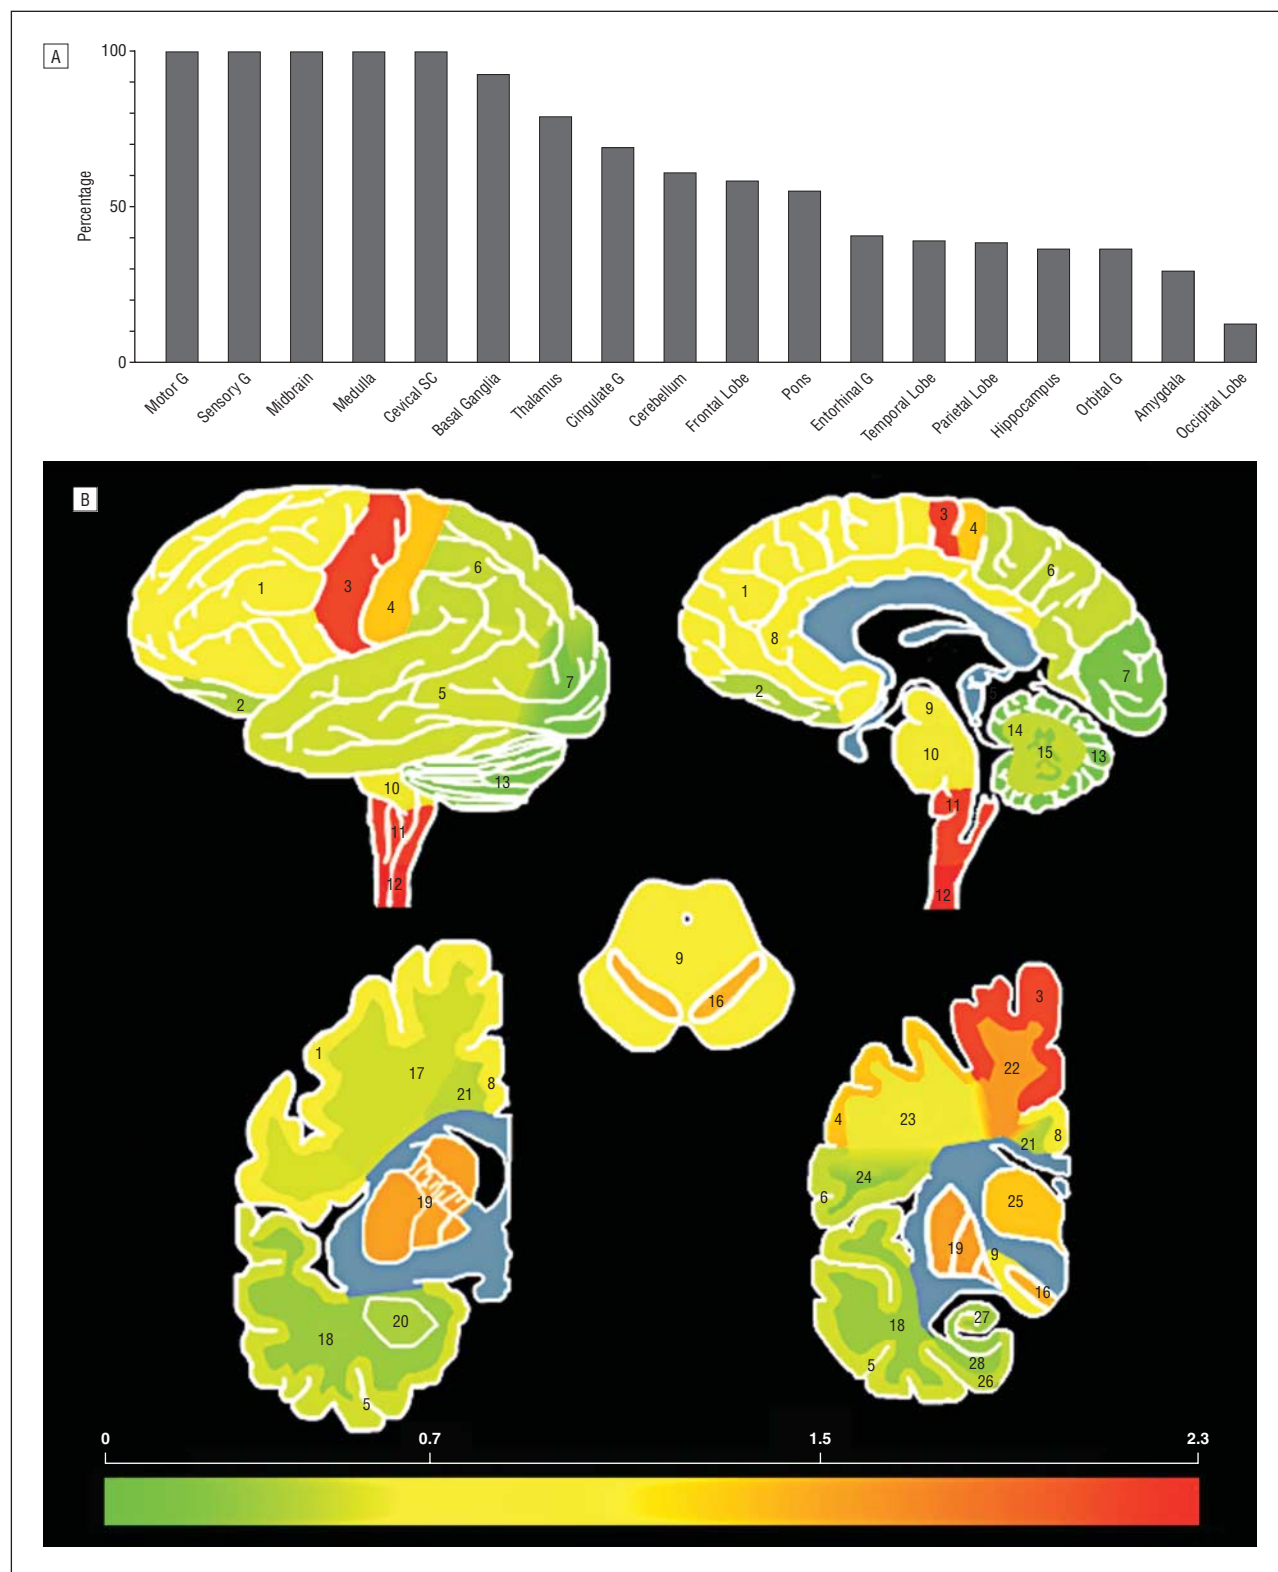 A
100
50
0
Percentage
Motor G
Sensory G
Midbrain
Medulla
Cevical SC
Basal Ganglia
Thalamus
Cingulate G
Cerebellum
Frontal Lobe
Pons
Entorhinal G
Temporal Lobe
Parietal Lobe
Hippocampus
Orbital G
Amygdala
Occipital Lobe
B
1
3
4
6
5
7
2
10
13
11
12
3
4
6
1
8
2
7
5
9
14
10
15
13
11
12
9
16
1
17
8
21
19
20
18
5
3
22
4
23
8
21
24
6
25
19
9
16
27
18
28
5
26
0 0.7 1.5 2.3